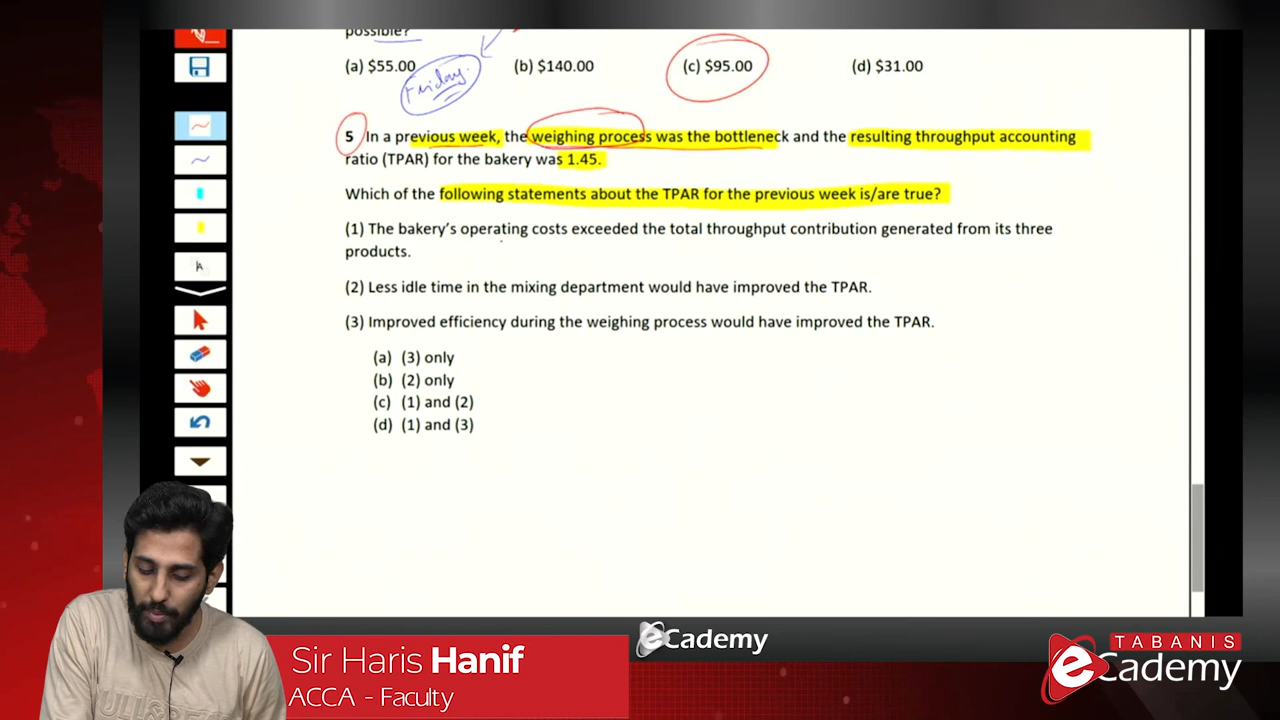 possible?
(a) $55.00 (b) $140.00 (c) $95.00 (d) $31.00
Friday.
5 In a previous week, the weighing process was the bottleneck and the resulting throughput accounting
ratio (TPAR) for the bakery was 1.45.
Which of the following statements about the TPAR for the previous week is/are true?
(1) The bakery's operating costs exceeded the total throughput contribution generated from its three
products.
(2) Less idle time in the mixing department would have improved the TPAR.
(3) Improved efficiency during the weighing process would have improved the TPAR.
(a) (3) only
(b) (2) only
(c) (1) and (2)
(d) (1) and (3)
Sir Haris Hanif
ACCA - Faculty
eCademy
TABANIS
eCademy